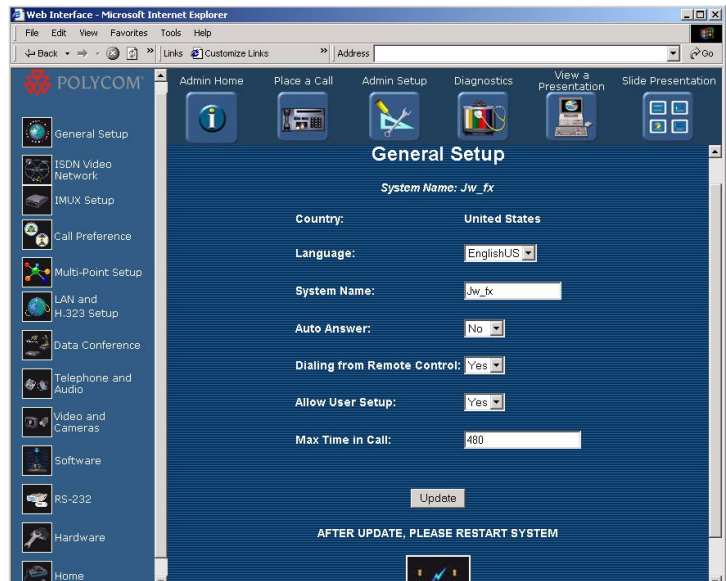 Web Interface - Microsoft Internet Explorer
File Edit View Favorites Tools Help
Back Links Customize Links Address Go
POLYCOM
Admin Home Place a Call Admin Setup Diagnostics View a Presentation Slide Presentation
General Setup
ISDN Video
Network
IMUX Setup
Call Preference
Multi-Point Setup
LAN and
H.323 Setup
Data Conference
Telephone and
Audio
Video and
Cameras
Software
RS-232
Hardware
Home
General Setup
System Name: Jw_fx
Country: United States
Language: EnglishUS
System Name: Jw_fx
Auto Answer: No
Dialing from Remote Control: Yes
Allow User Setup: Yes
Max Time in Call: 480
Update
AFTER UPDATE, PLEASE RESTART SYSTEM